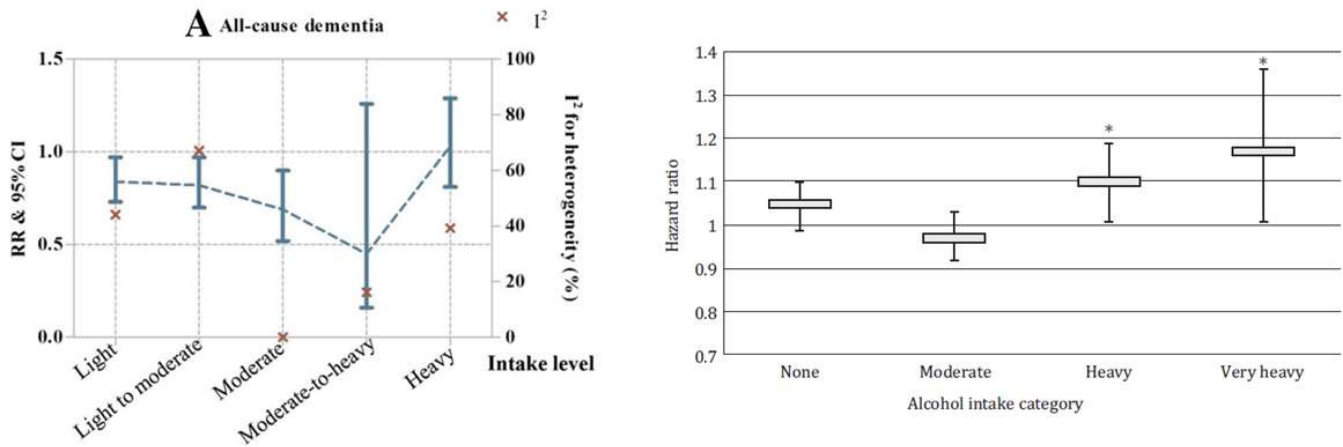 A All-cause dementia
I²
RR & 95% CI
1.5
1.0
0.5
0.0
100
80
60
40
20
0
I² for heterogeneity (%)
Light
Light to moderate
Moderate
Moderate-to-heavy
Heavy
Intake level
Hazard ratio
1.4
1.3
1.2
1.1
1
0.9
0.8
0.7
*
*
None
Moderate
Heavy
Very heavy
Alcohol intake category